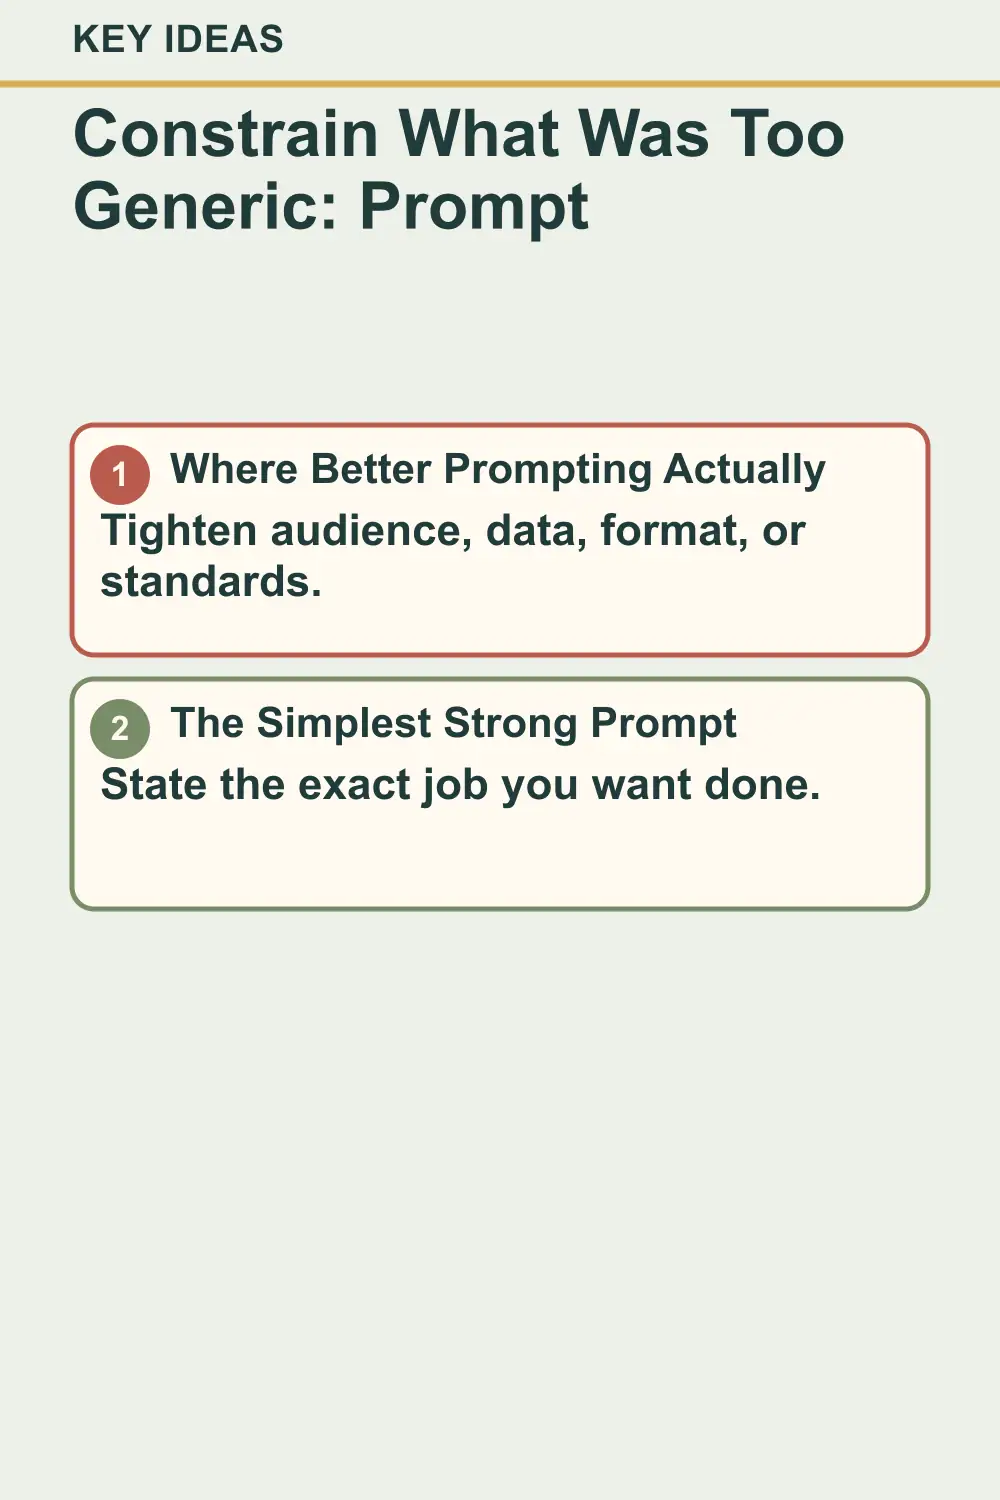 KEY IDEAS
Constrain What Was Too
Generic: Prompt
1 Where Better Prompting Actually
Tighten audience, data, format, or
standards.
2 The Simplest Strong Prompt
State the exact job you want done.